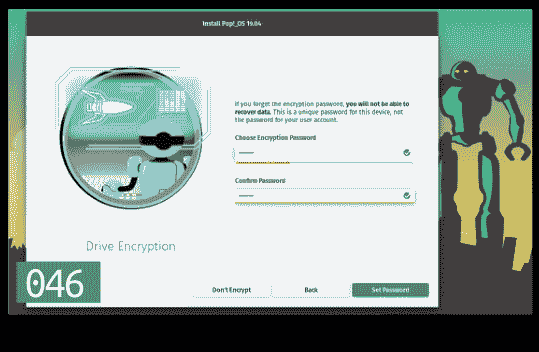 Install Pop!_OS 19.04
If you forget the encryption password, you will not be able to
recover data. This is a unique password for this device, not
the password for your user account.
Choose Encryption Password
Confirm Password
Drive Encryption
046
Don't Encrypt
Back
Set Password